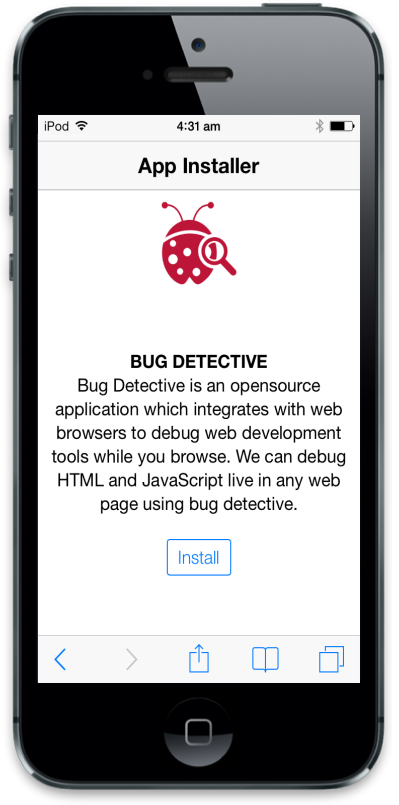 iPod 4:31 am
App Installer
BUG DETECTIVE
Bug Detective is an opensource
application which integrates with web
browsers to debug web development
tools while you browse. We can debug
HTML and JavaScript live in any web
page using bug detective.
Install